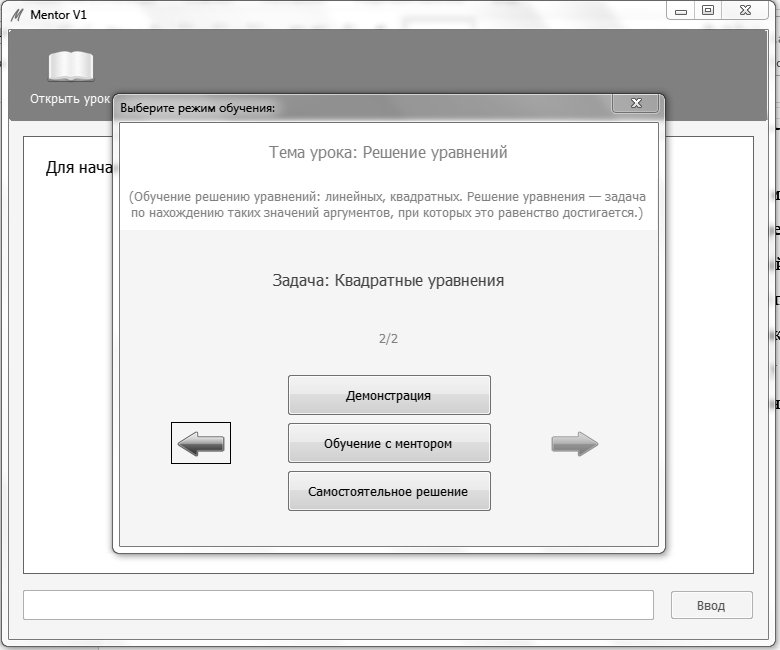 Mentor V1
Открыть урок
Выберите режим обучения:
Для нача
Тема урока: Решение уравнений
(Обучение решению уравнений: линейных, квадратных. Решение уравнения — задача
по нахождению таких значений аргументов, при которых это равенство достигается.)
Задача: Квадратные уравнения
2/2
Демонстрация
Обучение с ментором
Самостоятельное решение
Ввод